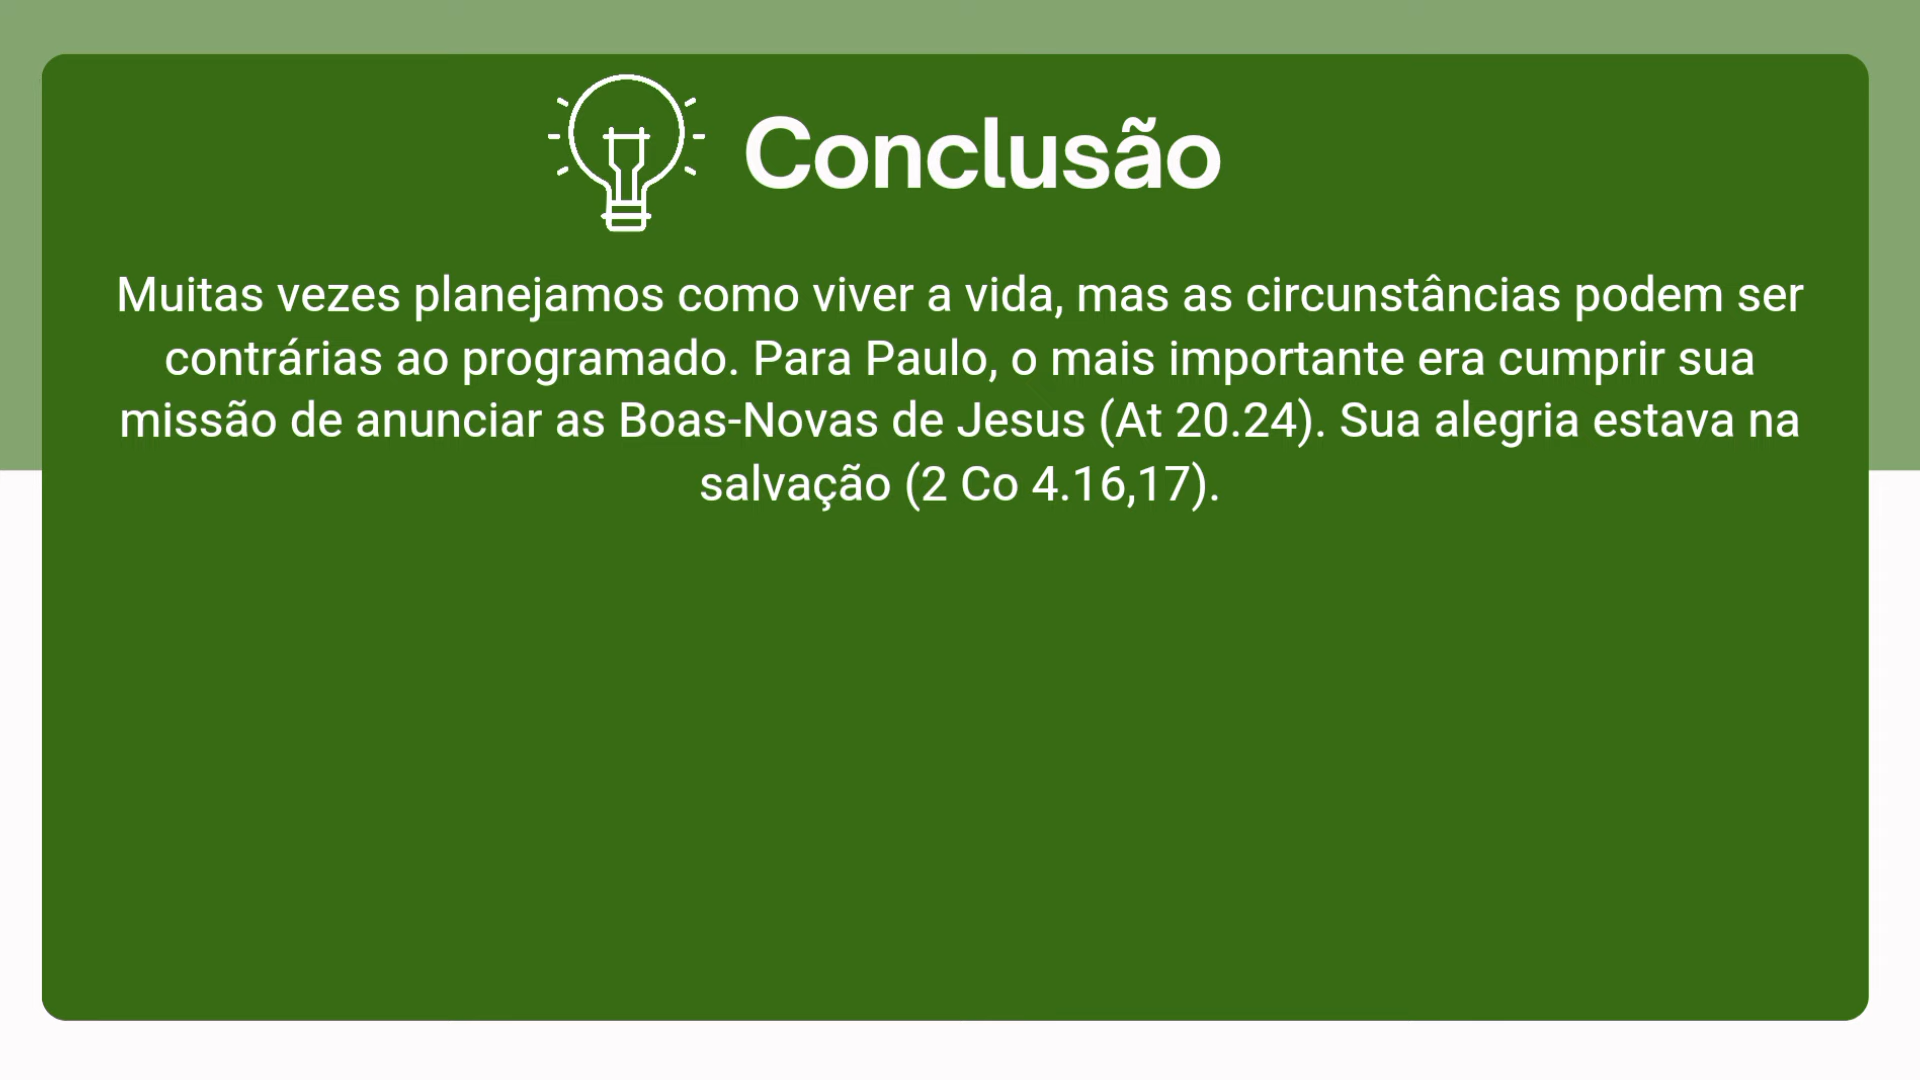 Conclusão
Muitas vezes planejamos como viver a vida, mas as circunstâncias podem ser
contrárias ao programado. Para Paulo, o mais importante era cumprir sua
missão de anunciar as Boas-Novas de Jesus (At 20.24). Sua alegria estava na
salvação (2 Co 4.16,17).